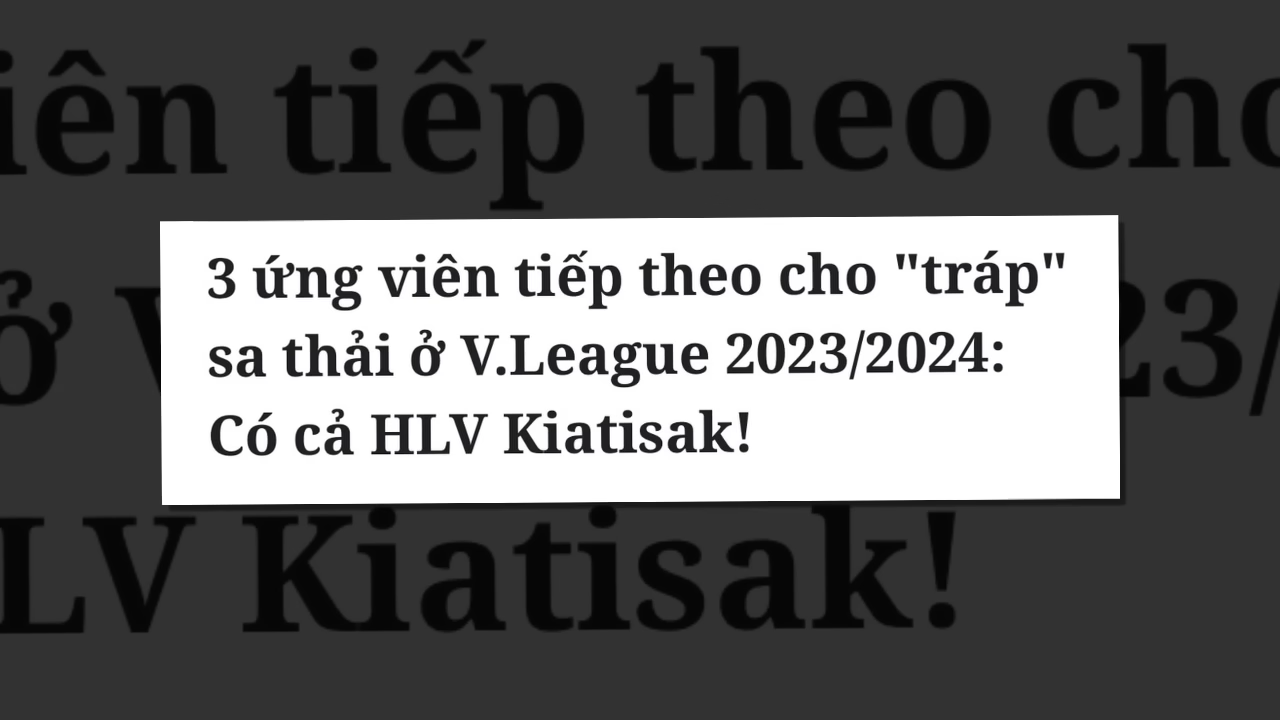 3 ứng viên tiếp theo cho "tráp"
sa thải ở V.League 2023/2024:
Có cả HLV Kiatisak!